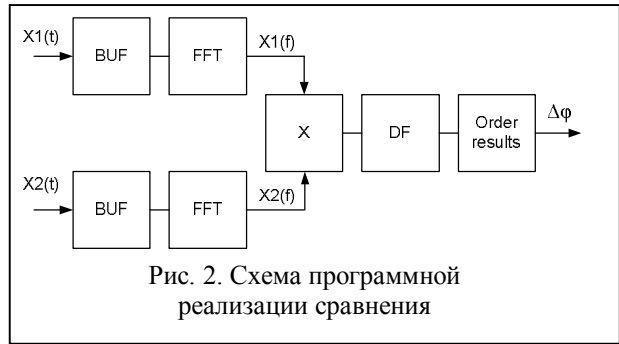 X1(t)
BUF
FFT
X1(f)
X
DF
Order
results
Δφ
X2(t)
BUF
FFT
X2(f)
Рис. 2. Схема программной
реализации сравнения